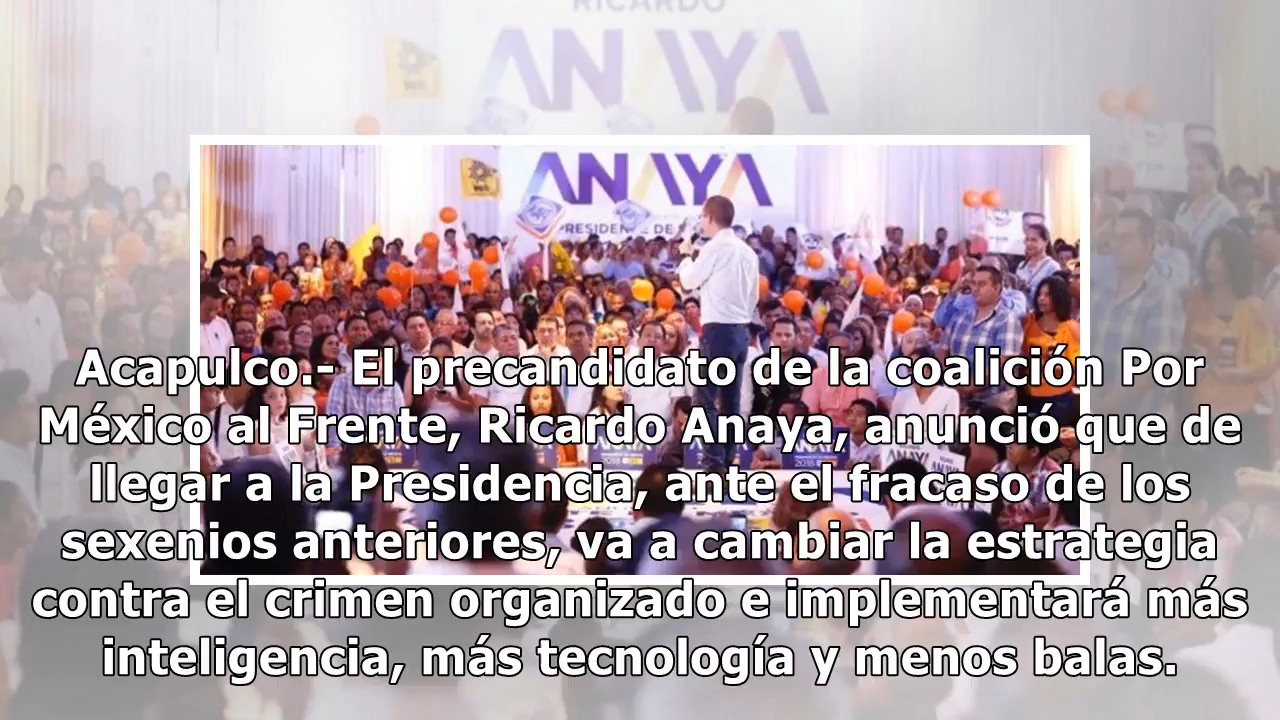 RICARDO
ANAYA
ANAYA
PRESIDENTE DE
Acapulco.- El precandidato de la coalición Por
México al Frente, Ricardo Anaya, anunció que de
llegar a la Presidencia, ante el fracaso de los
sexenios anteriores, va a cambiar la estrategia
contra el crimen organizado e implementará más
inteligencia, más tecnología y menos balas.